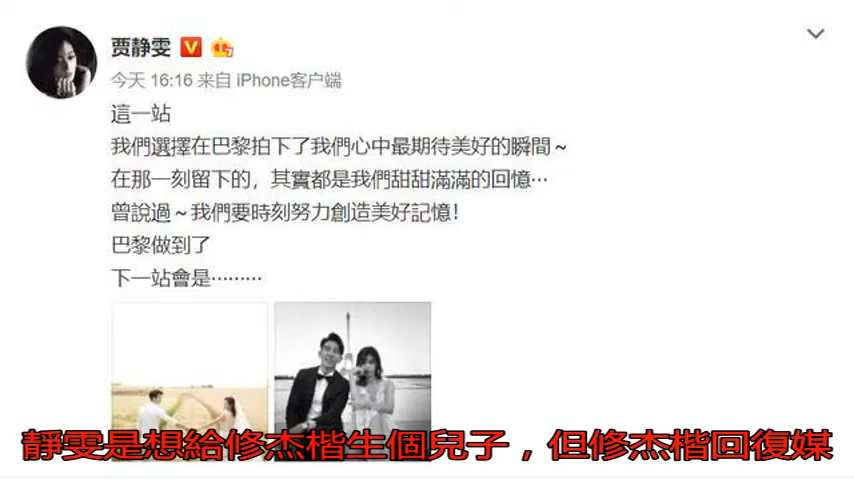 贾静雯
今天 16:16 来自 iPhone客户端
這一站
我們選擇在巴黎拍下了我們心中最期待美好的瞬間～
在那一刻留下的，其實都是我們甜甜滿滿的回憶…
曾說過～我們要時刻努力創造美好記憶！
巴黎做到了
下一站會是………
靜雯是想給修杰楷生個兒子，但修杰楷回復媒